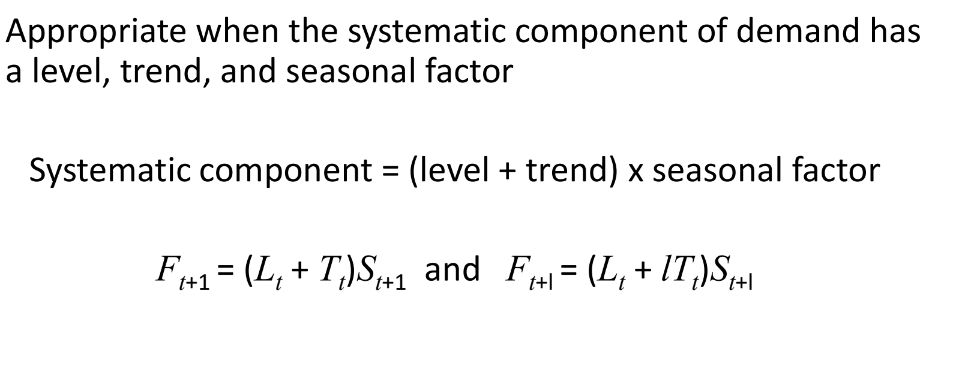 Appropriate when the systematic component of demand has
a level, trend, and seasonal factor
Systematic component = (level + trend) x seasonal factor
Fₜ₊₁ = (Lₜ + Tₜ)Sₜ₊₁ and Fₜ₊ₗ = (Lₜ + lTₜ)Sₜ₊ₗ